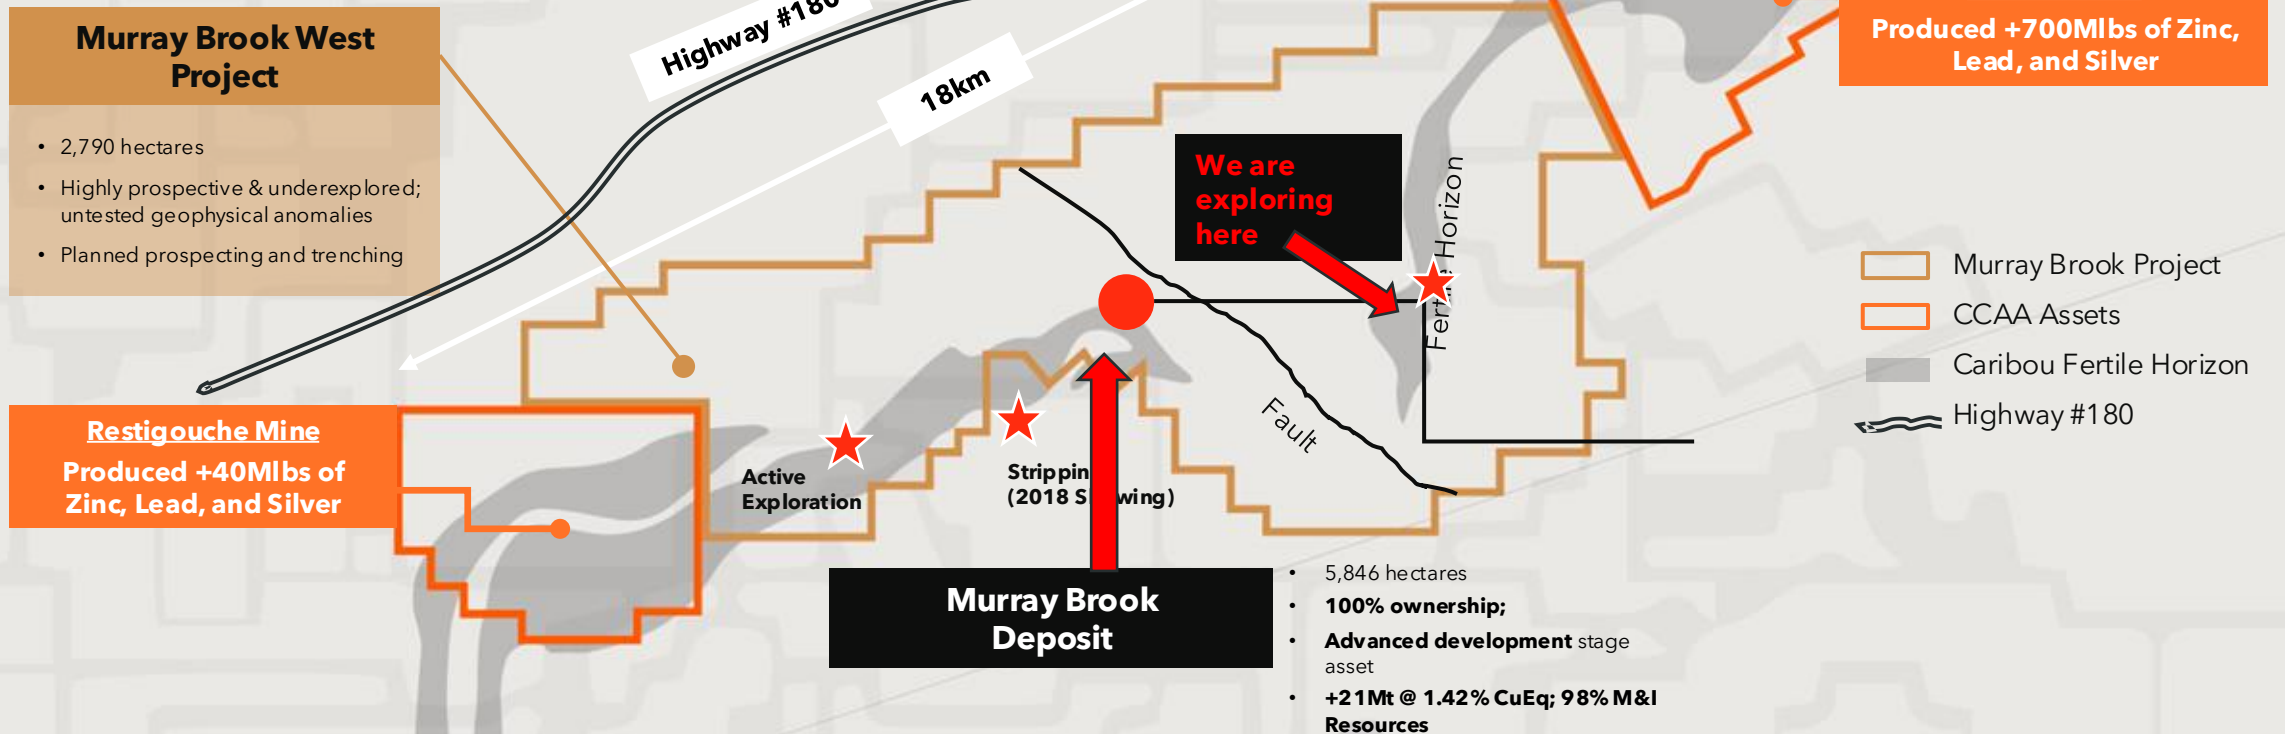 Murray Brook West
Project
• 2,790 hectares
• Highly prospective & underexplored;
untested geophysical anomalies
• Planned prospecting and trenching
Highway #180
18km
Produced +700Mlbs of Zinc,
Lead, and Silver
We are
exploring
here
Horizon
Murray Brook Project
CCAA Assets
Caribou Fertile Horizon
Highway #180
Restigouche Mine
Produced +40Mlbs of
Zinc, Lead, and Silver
Active
Exploration
(2018
Fault
Murray Brook
Deposit
• 5,846 hectares
• 100% ownership;
• Advanced development stage
asset
• +21Mt @ 1.42% CuEq; 98% M&I
Resources